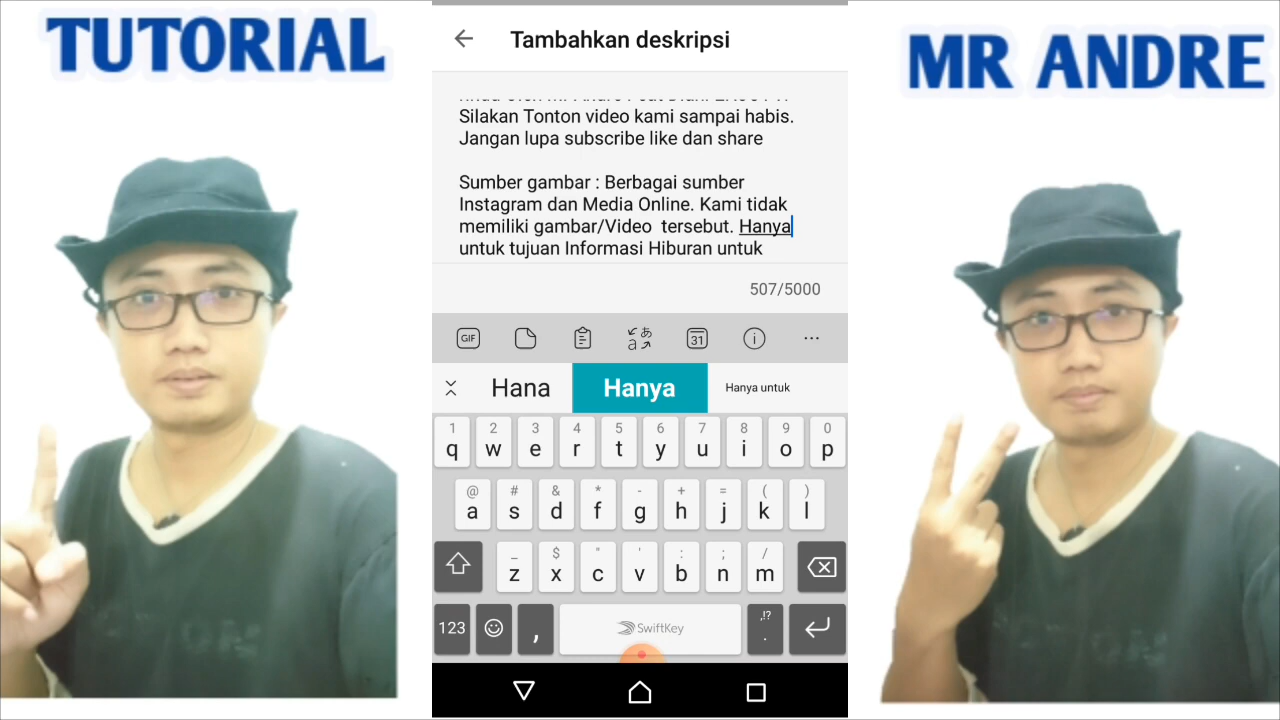 TUTORIAL
MR ANDRE
Tambahkan deskripsi
Silakan Tonton video kami sampai habis.
Jangan lupa subscribe like dan share
Sumber gambar : Berbagai sumber
Instagram dan Media Online. Kami tidak
memiliki gambar/Video tersebut. Hanya
untuk tujuan Informasi Hiburan untuk
507/5000
GIF
あ
a
31
i
Hana Hanya Hanya untuk
1 2 3 4 5 6 7 8 9 0
q w e r t y u i o p
@ # & * - + = ( )
a s d f g h j k l
_ $ " ' : ; /
z x c v b n m
,!?
123 , SwiftKey .